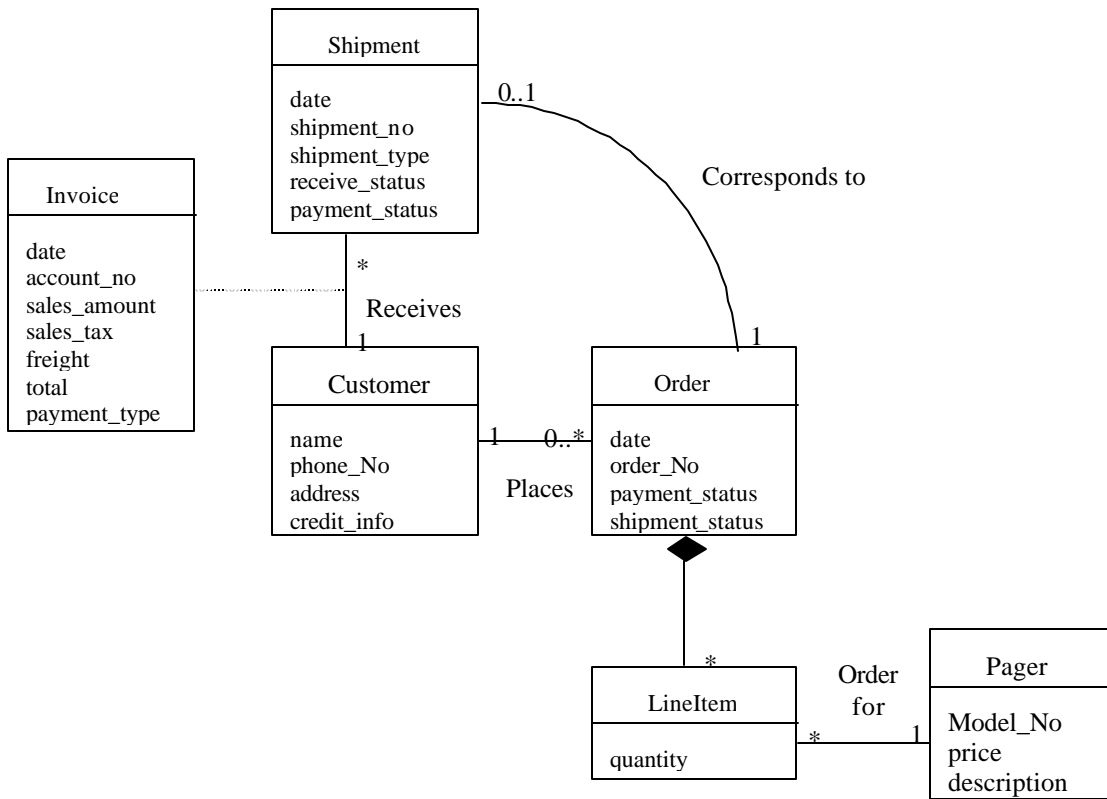 Shipment
date
shipment_no
shipment_type
receive_status
payment_status
0..1
Corresponds to
1
Invoice
date
account_no
sales_amount
sales_tax
freight
total
payment_type
*
Receives
1
Customer
name
phone_No
address
credit_info
1
0..*
Places
Order
date
order_No
payment_status
shipment_status
*
LineItem
quantity
Order
for
*
1
Pager
Model_No
price
description